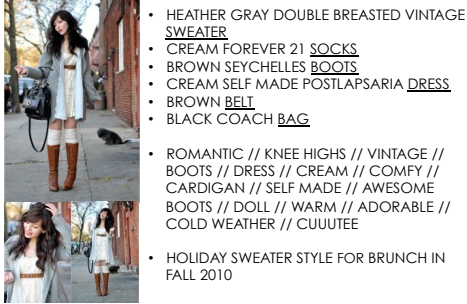 • HEATHER GRAY DOUBLE BREASTED VINTAGE
SWEATER
• CREAM FOREVER 21 SOCKS
• BROWN SEYCHELLES BOOTS
• CREAM SELF MADE POSTLAPSARIA DRESS
• BROWN BELT
• BLACK COACH BAG
• ROMANTIC // KNEE HIGHS // VINTAGE //
BOOTS // DRESS // CREAM // COMFY //
CARDIGAN // SELF MADE // AWESOME
BOOTS // DOLL // WARM // ADORABLE //
COLD WEATHER // CUUUTEE
• HOLIDAY SWEATER STYLE FOR BRUNCH IN
FALL 2010